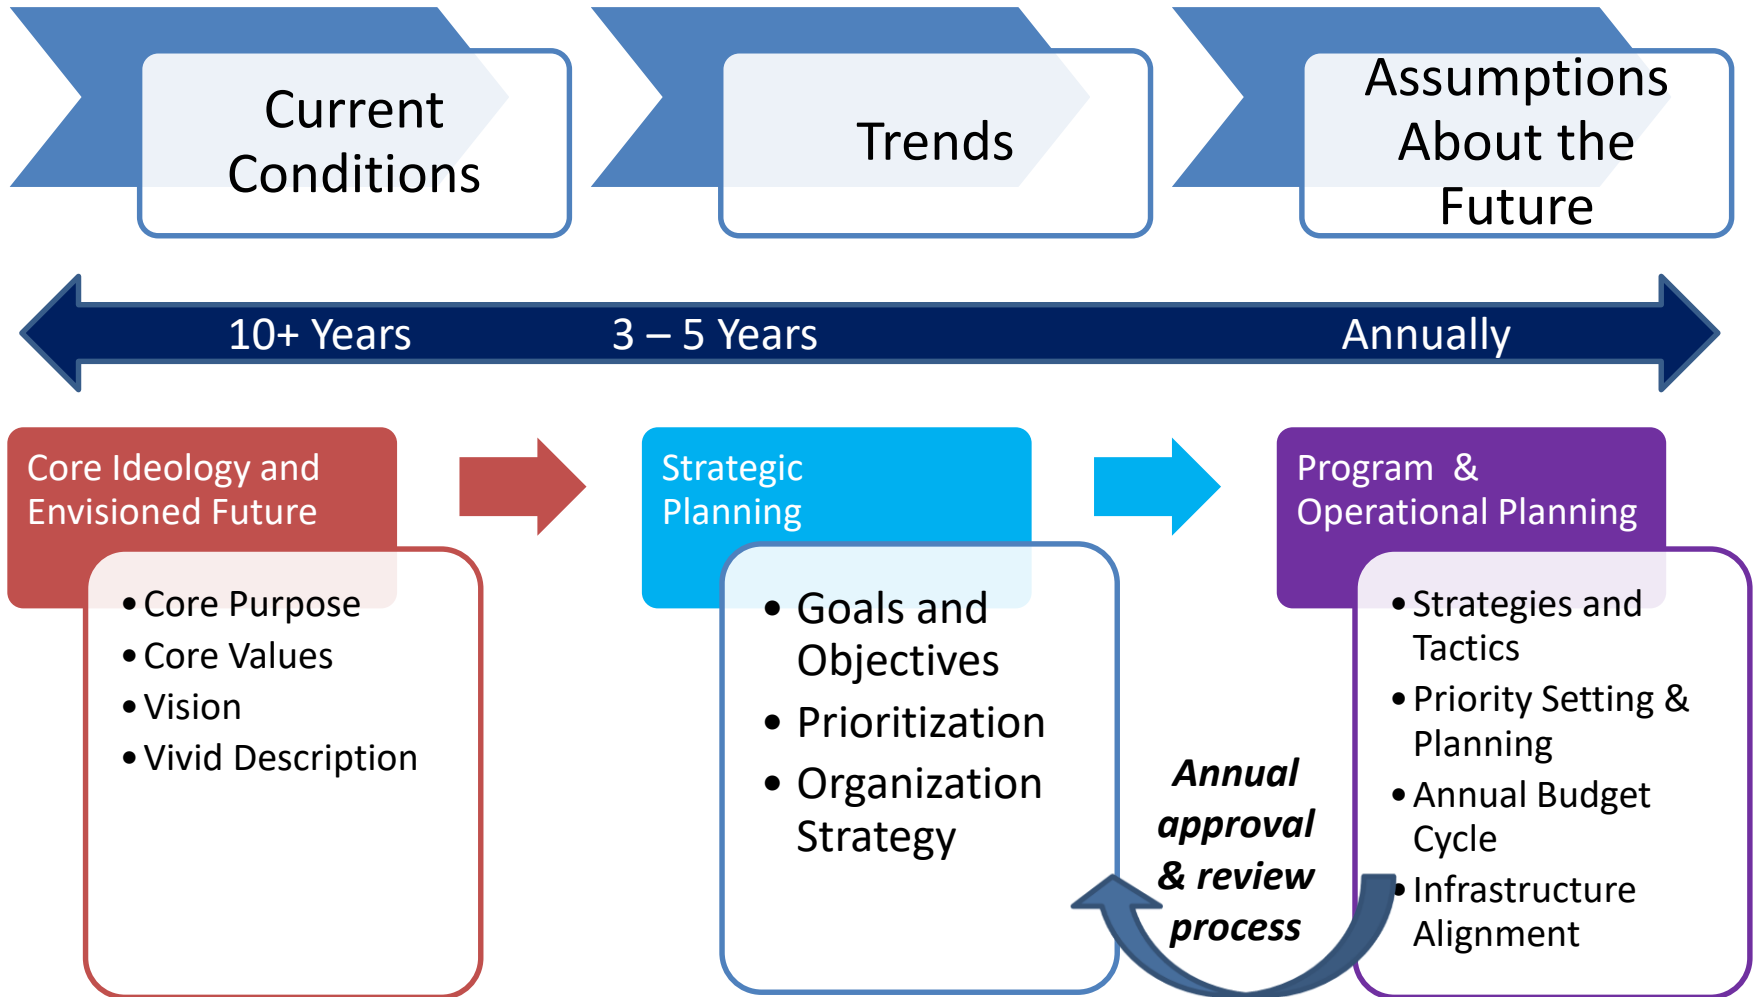 Current
Conditions
Trends
Assumptions
About the
Future
10+ Years
3 – 5 Years
Annually
Core Ideology and
Envisioned Future
• Core Purpose
• Core Values
• Vision
• Vivid Description
Strategic
Planning
• Goals and
Objectives
• Prioritization
• Organization
Strategy
Annual
approval
& review
process
Program &
Operational Planning
• Strategies and
Tactics
• Priority Setting &
Planning
• Annual Budget
Cycle
• Infrastructure
Alignment